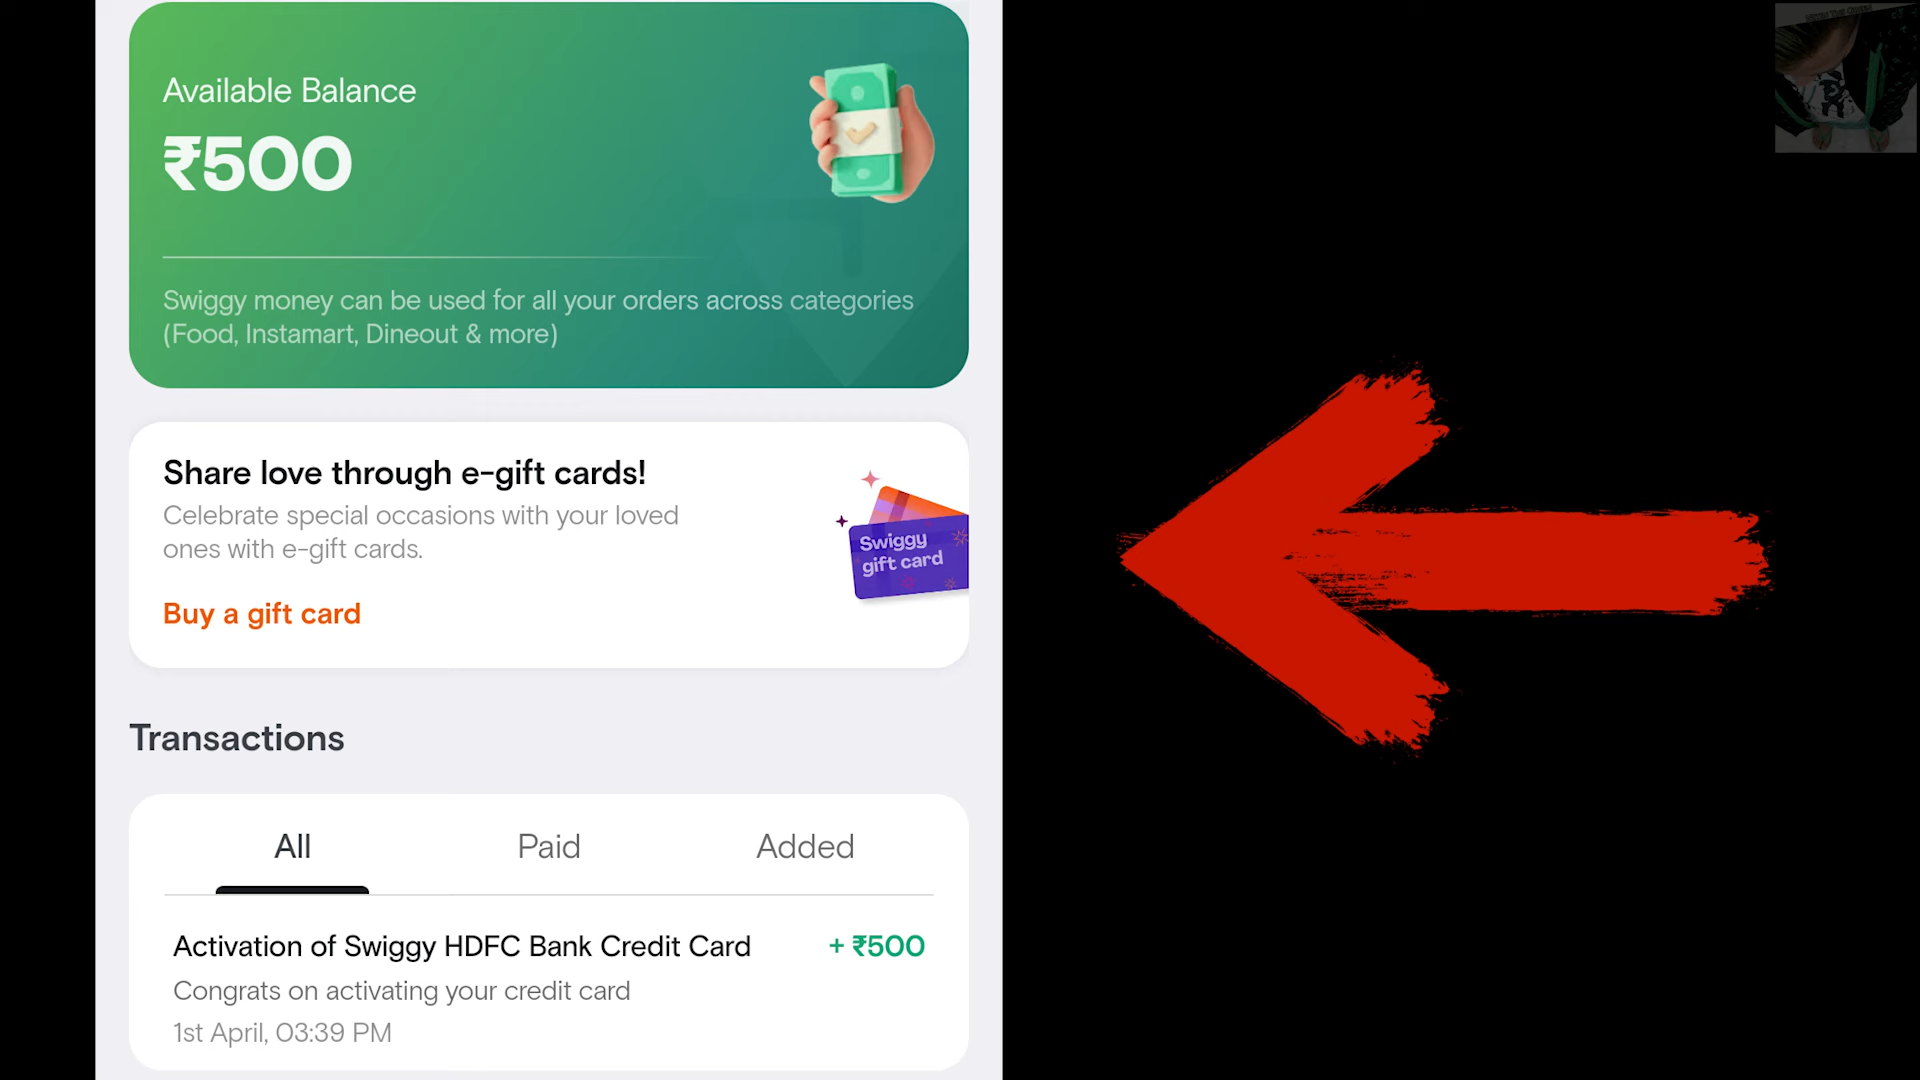 Available Balance
₹500
Swiggy money can be used for all your orders across categories
(Food, Instamart, Dineout & more)
Share love through e-gift cards!
Celebrate special occasions with your loved
ones with e-gift cards.
Swiggy
gift card
Buy a gift card
Transactions
All Paid Added
Activation of Swiggy HDFC Bank Credit Card + ₹500
Congrats on activating your credit card
1st April, 03:39 PM